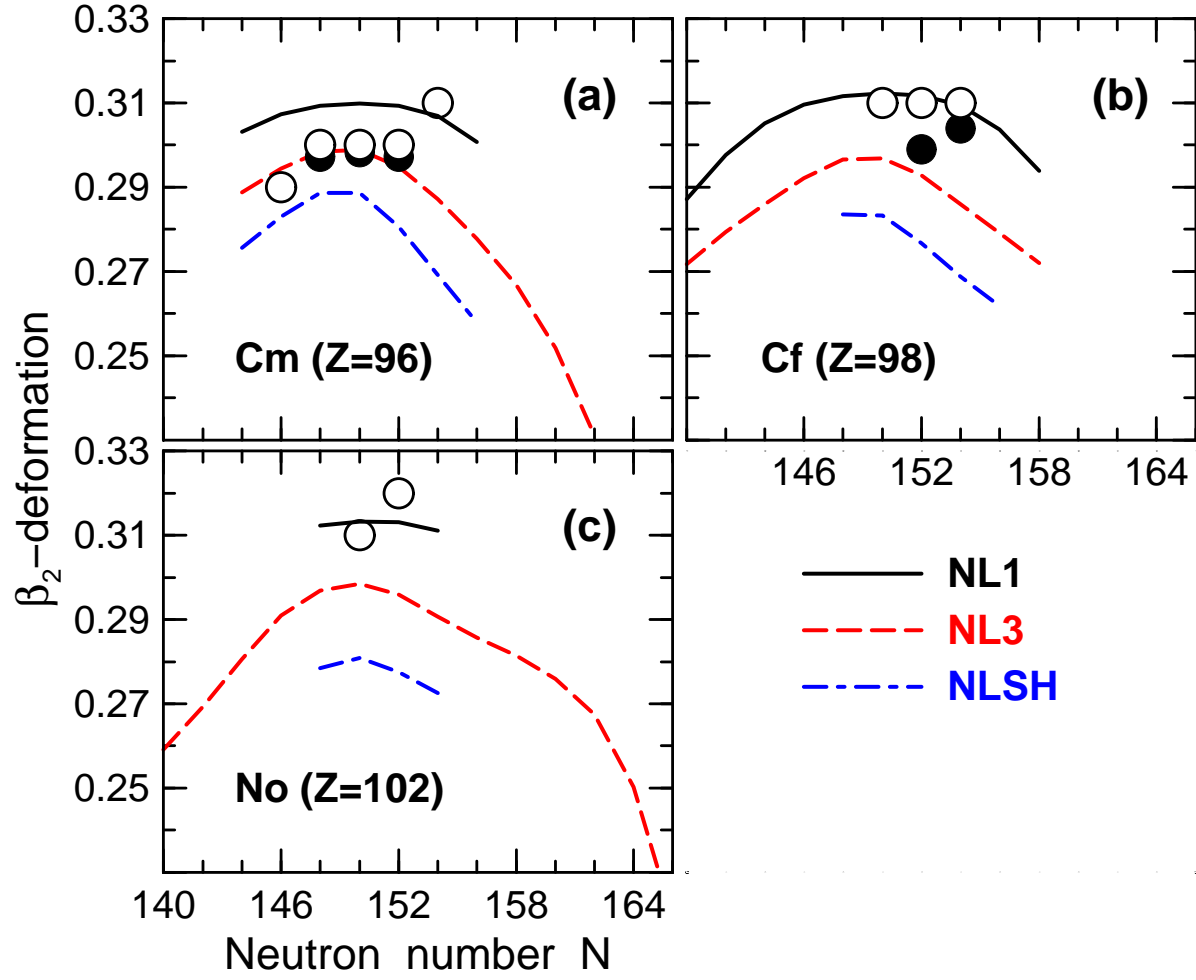 0.33
0.31
0.29
0.27
0.25
(a)
Cm (Z=96)
(b)
Cf (Z=98)
146 152 158 164
0.33
0.31
0.29
0.27
0.25
(c)
No (Z=102)
140 146 152 158 164
Neutron number N
β₂−deformation
NL1
NL3
NLSH